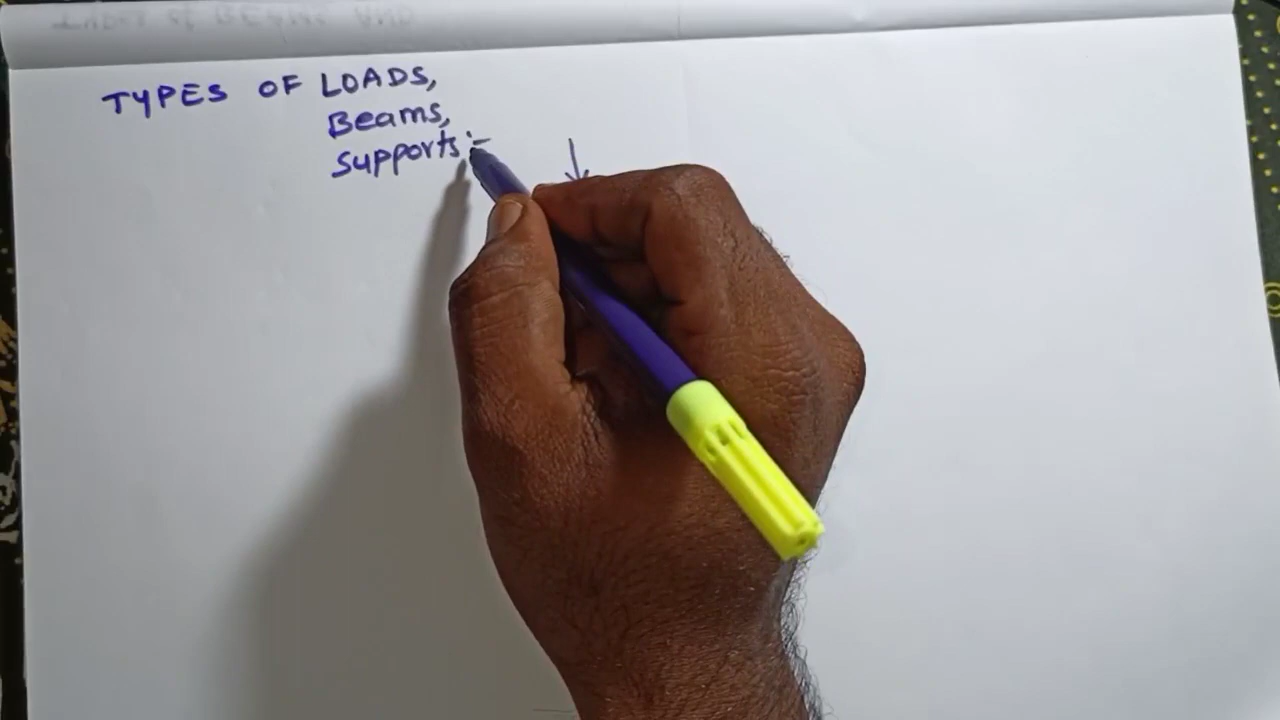 TYPES OF LOADS,
Beams,
Supports :-